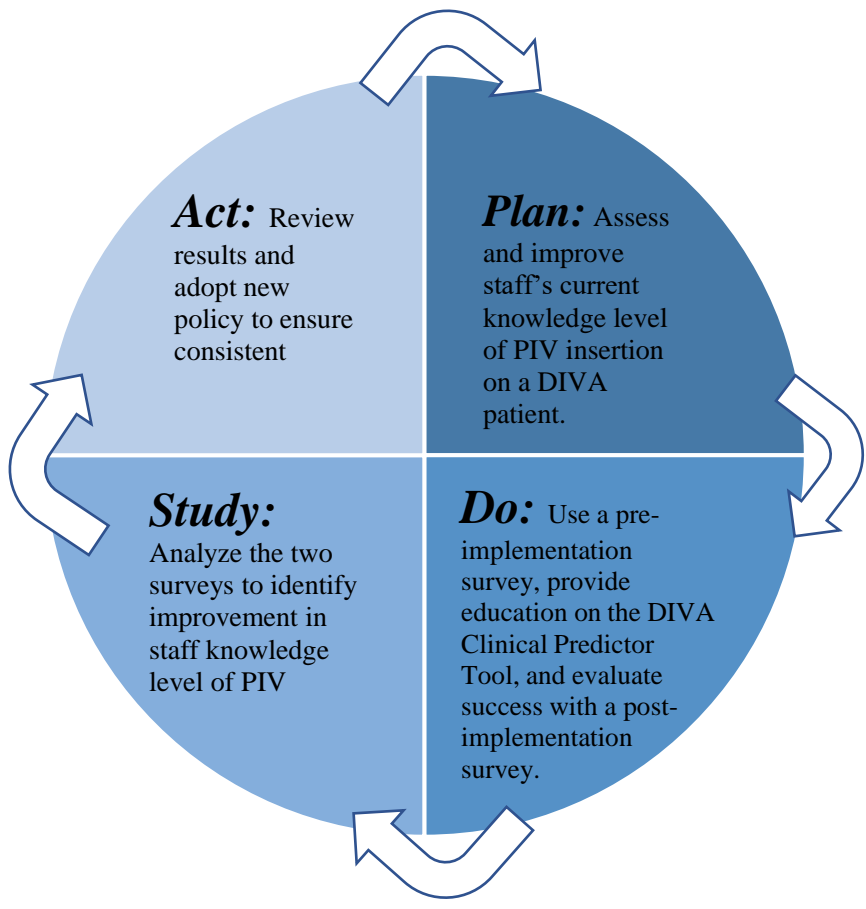 Act: Review
results and
adopt new
policy to ensure
consistent
Plan: Assess
and improve
staff’s current
knowledge level
of PIV insertion
on a DIVA
patient.
Study:
Analyze the two
surveys to identify
improvement in
staff knowledge
level of PIV
Do: Use a pre-
implementation
survey, provide
education on the DIVA
Clinical Predictor
Tool, and evaluate
success with a post-
implementation
survey.